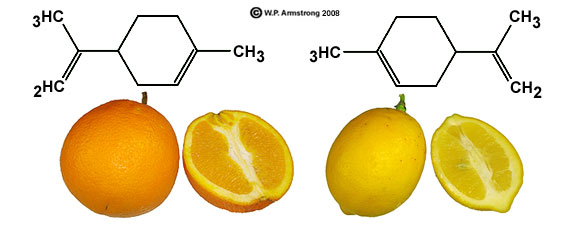 © W.P. Armstrong 2008
3HC
CH3
2HC
CH3
3HC
CH2